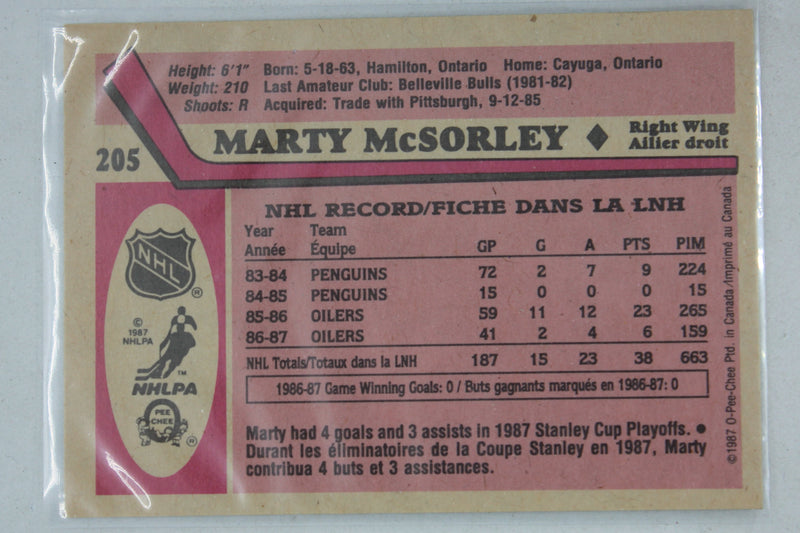 Height: 6'1" Born: 5-18-63, Hamilton, Ontario Home: Cayuga, Ontario
Weight: 210 Last Amateur Club: Belleville Bulls (1981-82)
Shoots: R Acquired: Trade with Pittsburgh, 9-12-85
205
MARTY McSORLEY ♦ Right Wing
Ailier droit
NHL RECORD/FICHE DANS LA LNH
Year Team
Année Équipe GP G A PTS PIM
83-84 PENGUINS 72 2 7 9 224
84-85 PENGUINS 15 0 0 0 15
85-86 OILERS 59 11 12 23 265
86-87 OILERS 41 2 4 6 159
NHL Totals/Totaux dans la LNH 187 15 23 38 663
1986-87 Game Winning Goals: 0 / Buts gagnants marqués en 1986-87: 0
Marty had 4 goals and 3 assists in 1987 Stanley Cup Playoffs. •
Durant les éliminatoires de la Coupe Stanley en 1987, Marty
contribua 4 buts et 3 assistances.
NHL
®
©
1987
NHLPA
™
NHLPA
O
PEE
CHEE
®
©1987 O-Pee-Chee Ptd. in Canada/Imprimé au Canada